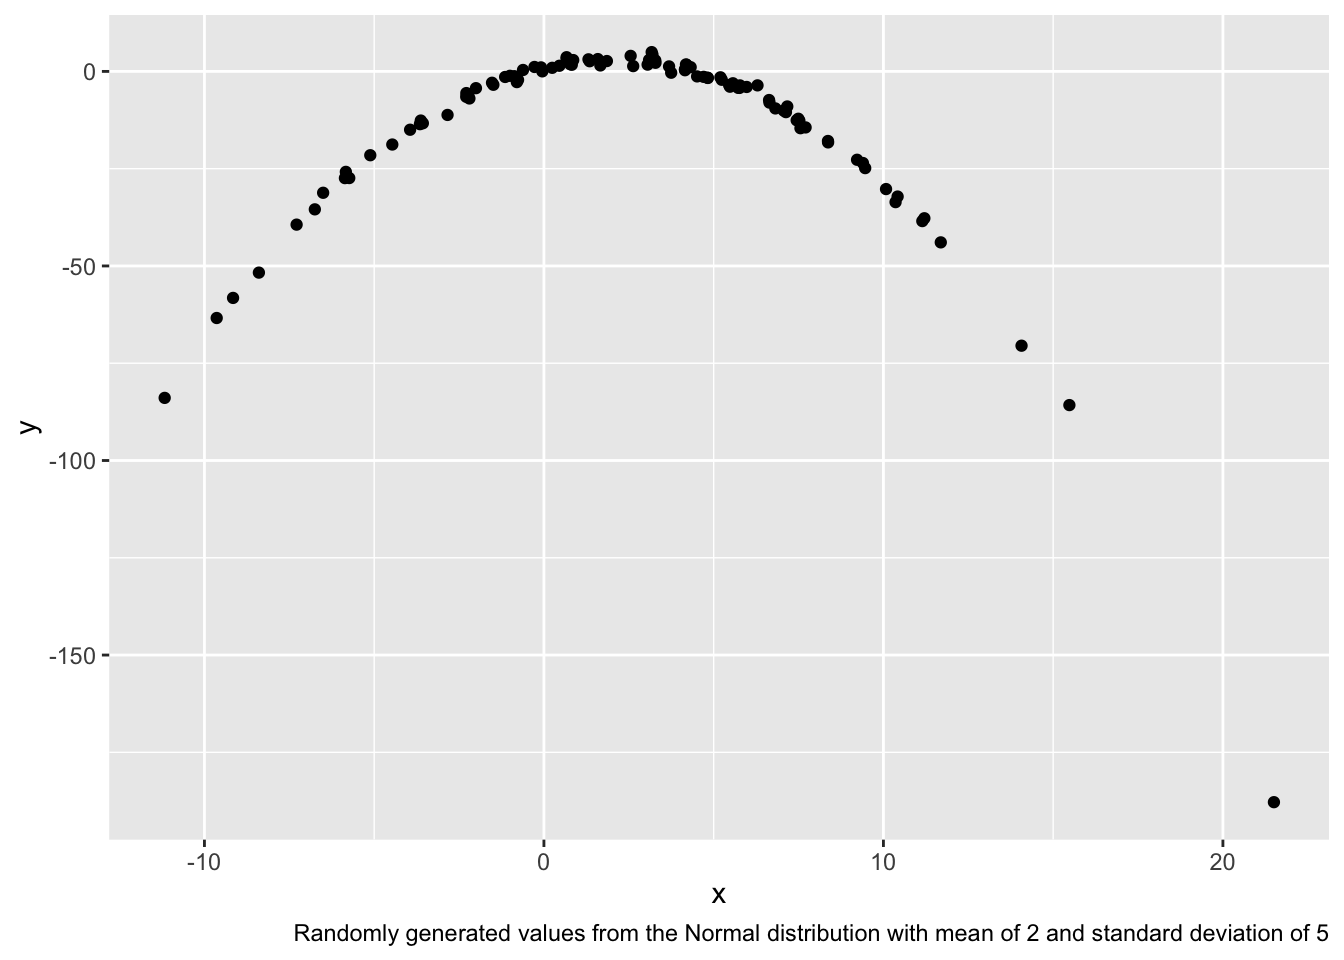 0
-50
-100
-150
y
-10
0
10
20
x
Randomly generated values from the Normal distribution with mean of 2 and standard deviation of 5